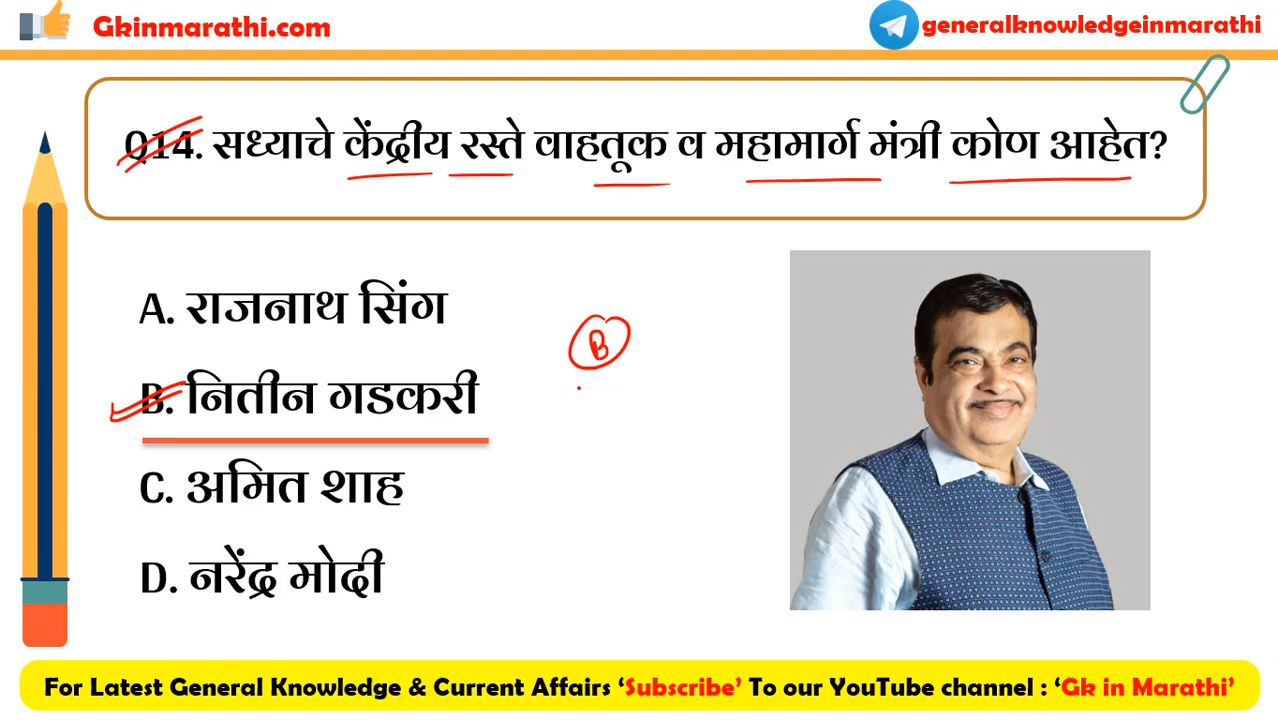 Gkinmarathi.com
generalknowledgeinmarathi
Q14. सध्याचे केंद्रीय रस्ते वाहतूक व महामार्ग मंत्री कोण आहेत?
A. राजनाथ सिंग
B
B. नितीन गडकरी
C. अमित शाह
D. नरेंद्र मोदी
For Latest General Knowledge & Current Affairs ‘Subscribe’ To our YouTube channel : ‘Gk in Marathi’